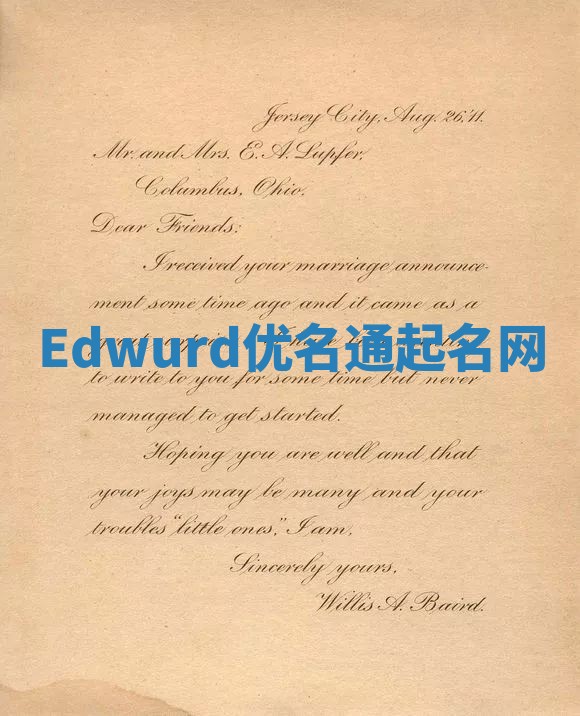 Jersey City, Aug. 26,'11.
Mr. and Mrs. E. A. Lupfer,
Columbus, Ohio.
Dear Friends:
I received your marriage announce-
ment some time ago and it came as a
Edwurd优名通起名网
to write to you for some time but never
managed to get started.
Hoping you are well and that
your joys may be many and your
troubles "little ones," I am,
Sincerely yours,
Willis A. Baird.